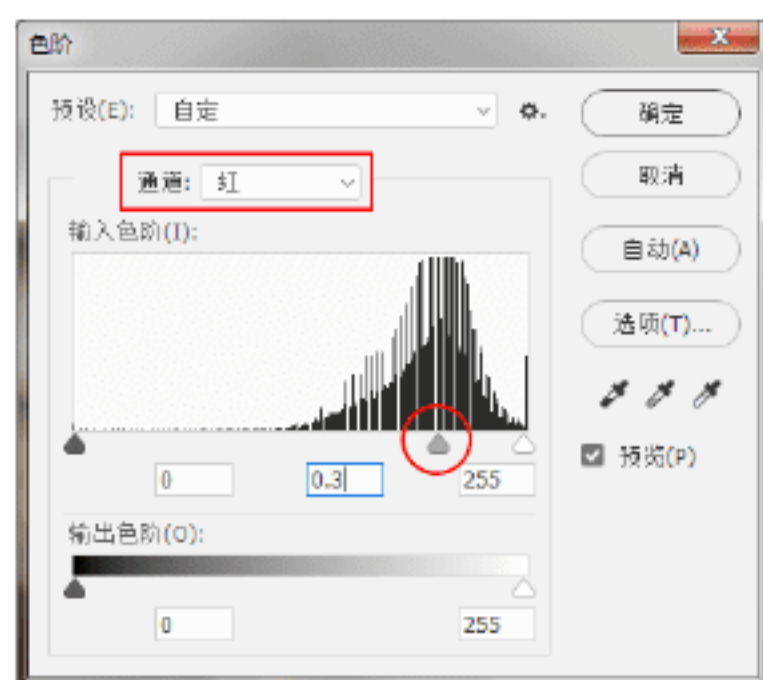 色阶
预设(E): 自定
确定
通道: 红
取消
输入色阶(I):
自动(A)
选项(T)...
预览(P)
0 0.3 255
输出色阶(O):
0 255